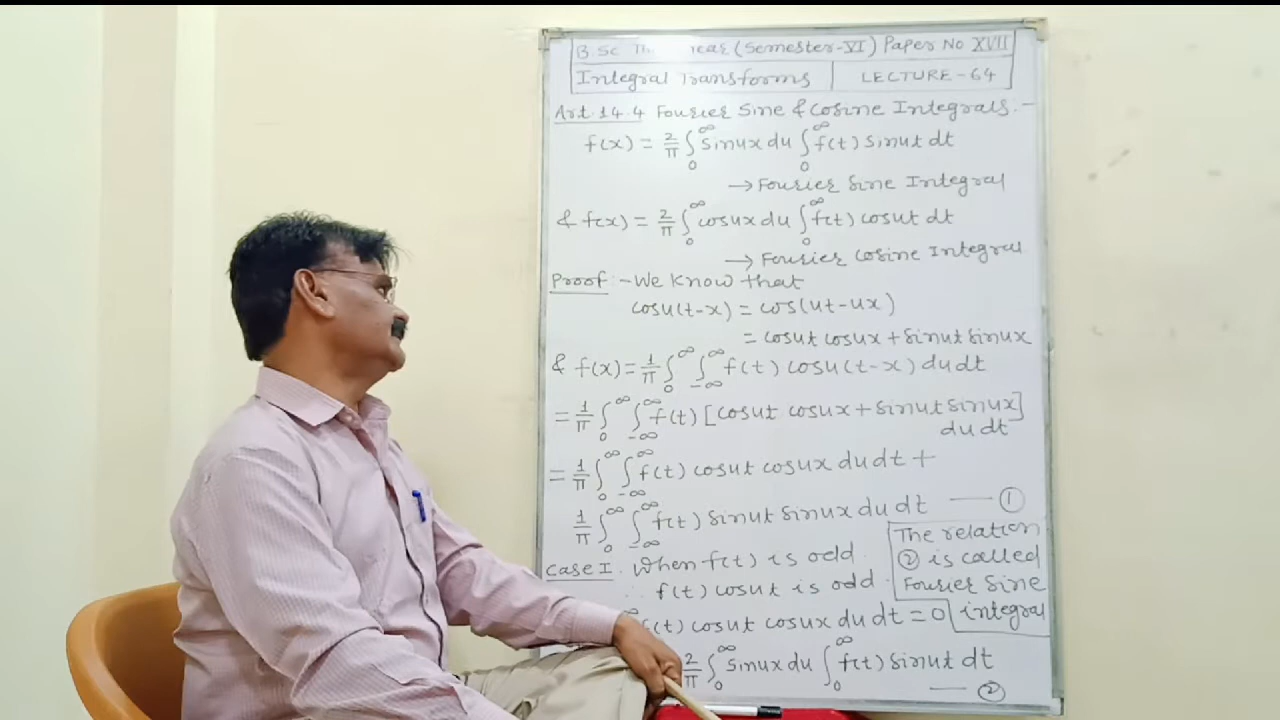 B.Sc (Semester-VI) Paper No XVII
Integral Transforms | LECTURE-64
Art. 14.4 Fourier Sine & Cosine Integrals:-
f(x) = 2/π ∫₀^∞ sinux du ∫₀^∞ f(t) sinut dt
→ Fourier Sine Integral
& f(x) = 2/π ∫₀^∞ cosux du ∫₀^∞ f(t) cosut dt
→ Fourier Cosine Integral
Proof:- We know that
cosu(t-x) = cos(ut-ux)
= cosut cosux + sinut sinux
& f(x) = 1/π ∫₀^∞ ∫_{-∞}^∞ f(t) cosu(t-x) du dt
= 1/π ∫₀^∞ ∫_{-∞}^∞ f(t) [cosut cosux + sinut sinux]
du dt
= 1/π ∫₀^∞ ∫_{-∞}^∞ f(t) cosut cosux du dt +
1/π ∫₀^∞ ∫_{-∞}^∞ f(t) sinut sinux du dt — ①
Case I. When f(t) is odd
f(t) cosut is odd
f(t) cosut cosux du dt = 0
2/π ∫₀^∞ sinux du ∫₀^∞ f(t) sinut dt
— ②
The relation
② is called
Fourier Sine
integral